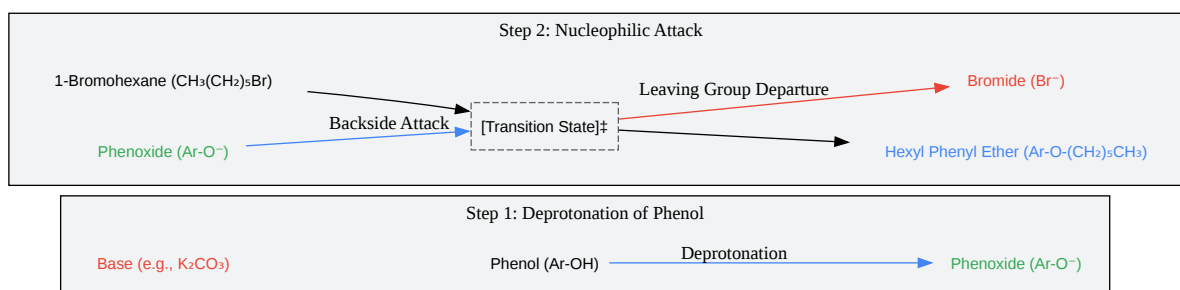 Step 2: Nucleophilic Attack
1-Bromohexane (CH₃(CH₂)₅Br)
Leaving Group Departure
Bromide (Br⁻)
Backside Attack
[Transition State]‡
Phenoxide (Ar-O⁻)
Hexyl Phenyl Ether (Ar-O-(CH₂)₅CH₃)
Step 1: Deprotonation of Phenol
Base (e.g., K₂CO₃)
Phenol (Ar-OH)
Deprotonation
Phenoxide (Ar-O⁻)